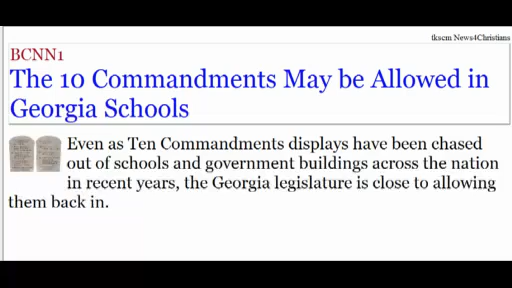 tkscm News4Christians
BCNN1
The 10 Commandments May be Allowed in
Georgia Schools
Even as Ten Commandments displays have been chased
out of schools and government buildings across the nation
in recent years, the Georgia legislature is close to allowing
them back in.